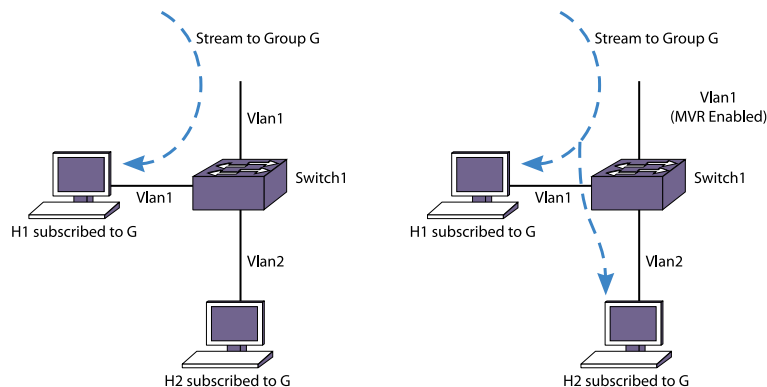 Stream to Group G
Vlan1
Switch1
Vlan1
H1 subscribed to G
Vlan2
H2 subscribed to G
Stream to Group G
Vlan1
(MVR Enabled)
Switch1
Vlan1
H1 subscribed to G
Vlan2
H2 subscribed to G